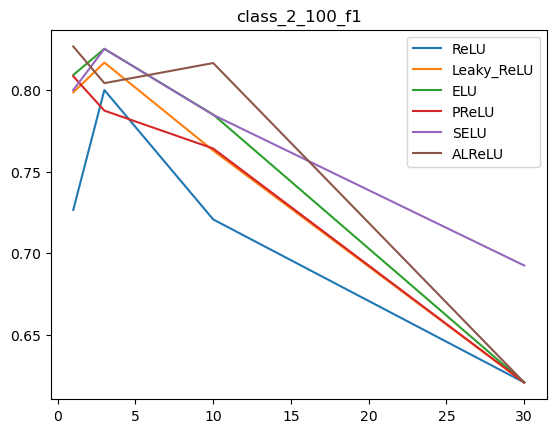 class_2_100_f1
ReLU
Leaky_ReLU
ELU
PReLU
SELU
ALReLU
0.80
0.75
0.70
0.65
0 5 10 15 20 25 30